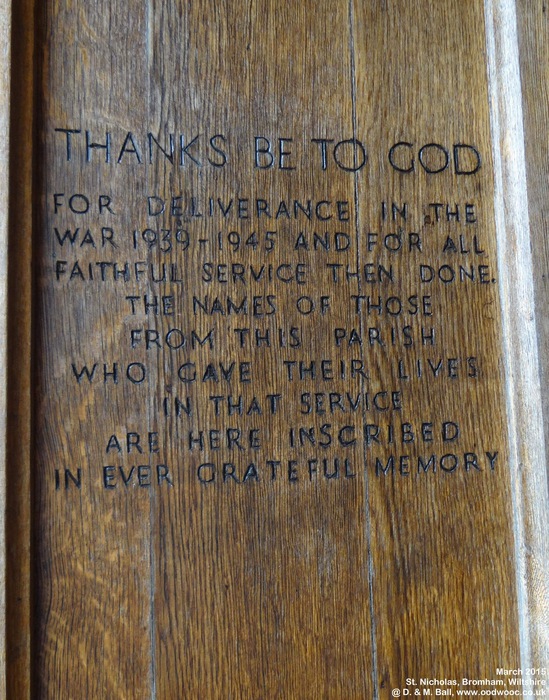 THANKS BE TO GOD
FOR DELIVERANCE IN THE
WAR 1939-1945 AND FOR ALL
FAITHFUL SERVICE THEN DONE.
THE NAMES OF THOSE
FROM THIS PARISH
WHO GAVE THEIR LIVES
IN THAT SERVICE
ARE HERE INSCRIBED
IN EVER GRATEFUL MEMORY
March 2015
St. Nicholas, Bromham, Wiltshire
@ D. & M. Ball, www.oodwooc.co.uk